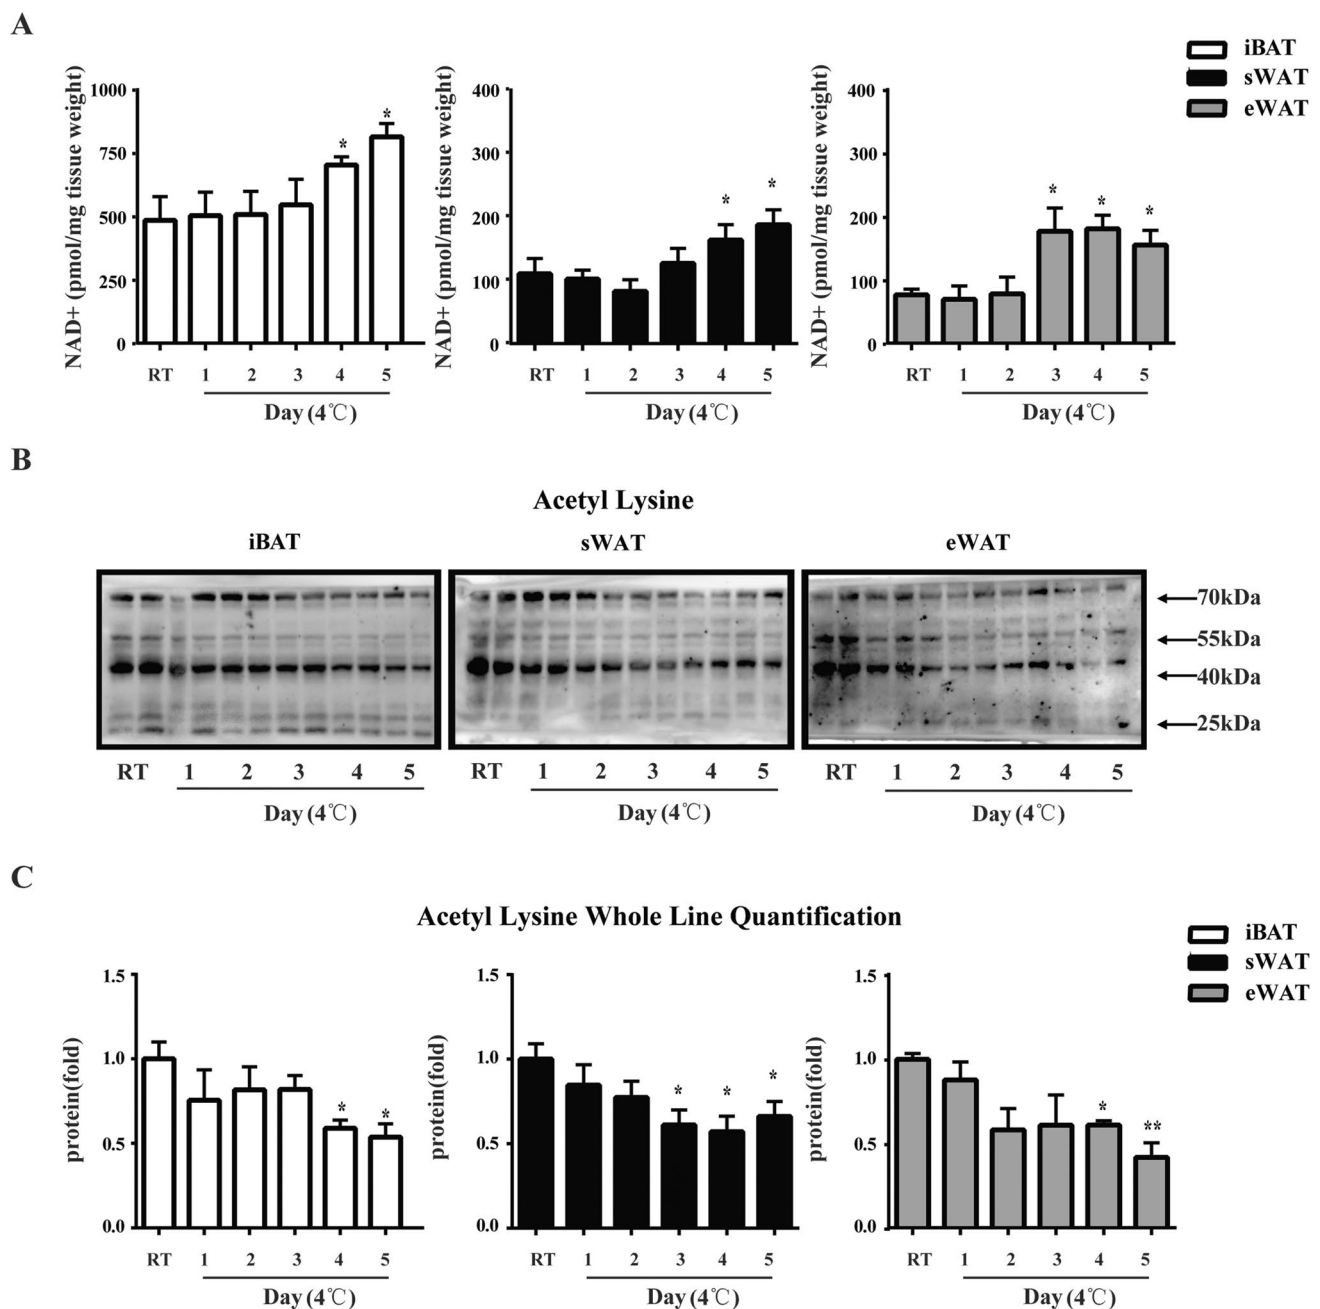 A
iBAT
sWAT
eWAT
NAD+ (pmol/mg tissue weight)
1000
750
500
250
0
*
*
RT 1 2 3 4 5
Day (4℃)
NAD+ (pmol/mg tissue weight)
400
300
200
100
0
*
*
RT 1 2 3 4 5
Day (4℃)
NAD+ (pmol/mg tissue weight)
400
300
200
100
0
*
*
*
RT 1 2 3 4 5
Day (4℃)
B
Acetyl Lysine
iBAT
sWAT
eWAT
70kDa
55kDa
40kDa
25kDa
RT 1 2 3 4 5
Day (4℃)
RT 1 2 3 4 5
Day (4℃)
RT 1 2 3 4 5
Day (4℃)
C
Acetyl Lysine Whole Line Quantification
iBAT
sWAT
eWAT
protein(fold)
1.5
1.0
0.5
0.0
*
*
RT 1 2 3 4 5
Day (4℃)
protein(fold)
1.5
1.0
0.5
0.0
*
*
*
RT 1 2 3 4 5
Day (4℃)
protein(fold)
1.5
1.0
0.5
0.0
*
**
RT 1 2 3 4 5
Day (4℃)